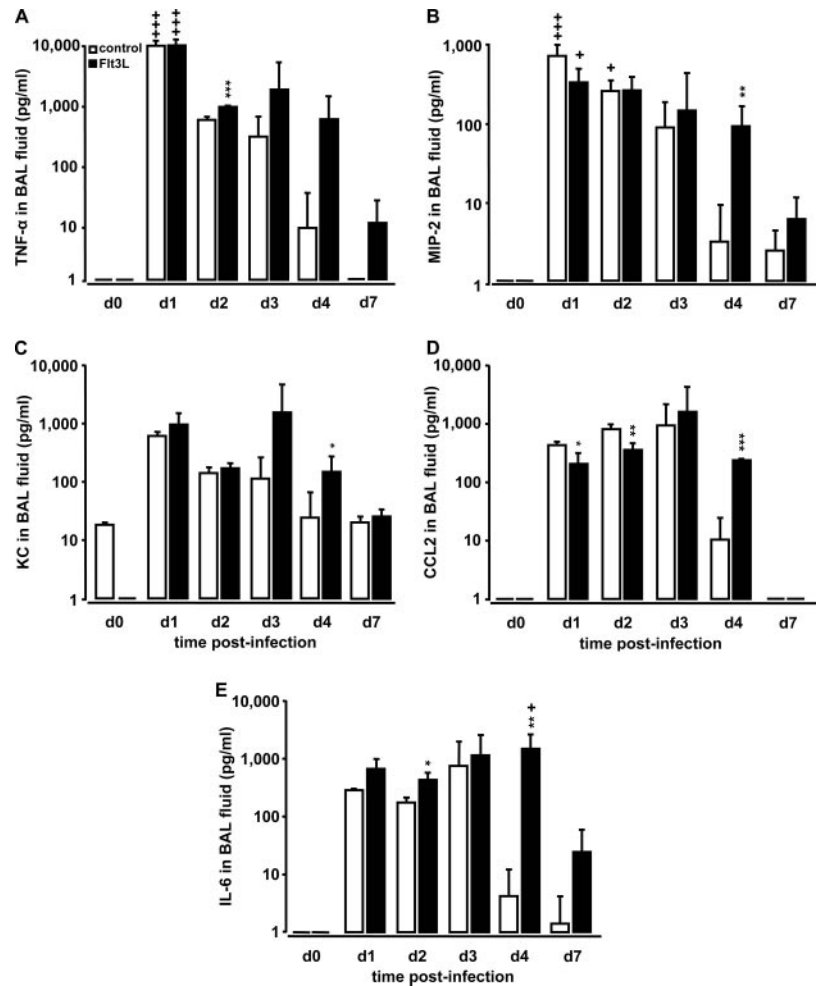 A
TNF-α in BAL fluid (pg/ml)
10,000
1,000
100
10
1
control
Flt3L
+++
+++
***
d0 d1 d2 d3 d4 d7
B
MIP-2 in BAL fluid (pg/ml)
1,000
100
10
1
+++
+
+
**
d0 d1 d2 d3 d4 d7
C
KC in BAL fluid (pg/ml)
10,000
1,000
100
10
1
*
d0 d1 d2 d3 d4 d7
time post-infection
D
CCL2 in BAL fluid (pg/ml)
10,000
1,000
100
10
1
*
**
***
d0 d1 d2 d3 d4 d7
time post-infection
E
IL-6 in BAL fluid (pg/ml)
10,000
1,000
100
10
1
*
** +
d0 d1 d2 d3 d4 d7
time post-infection